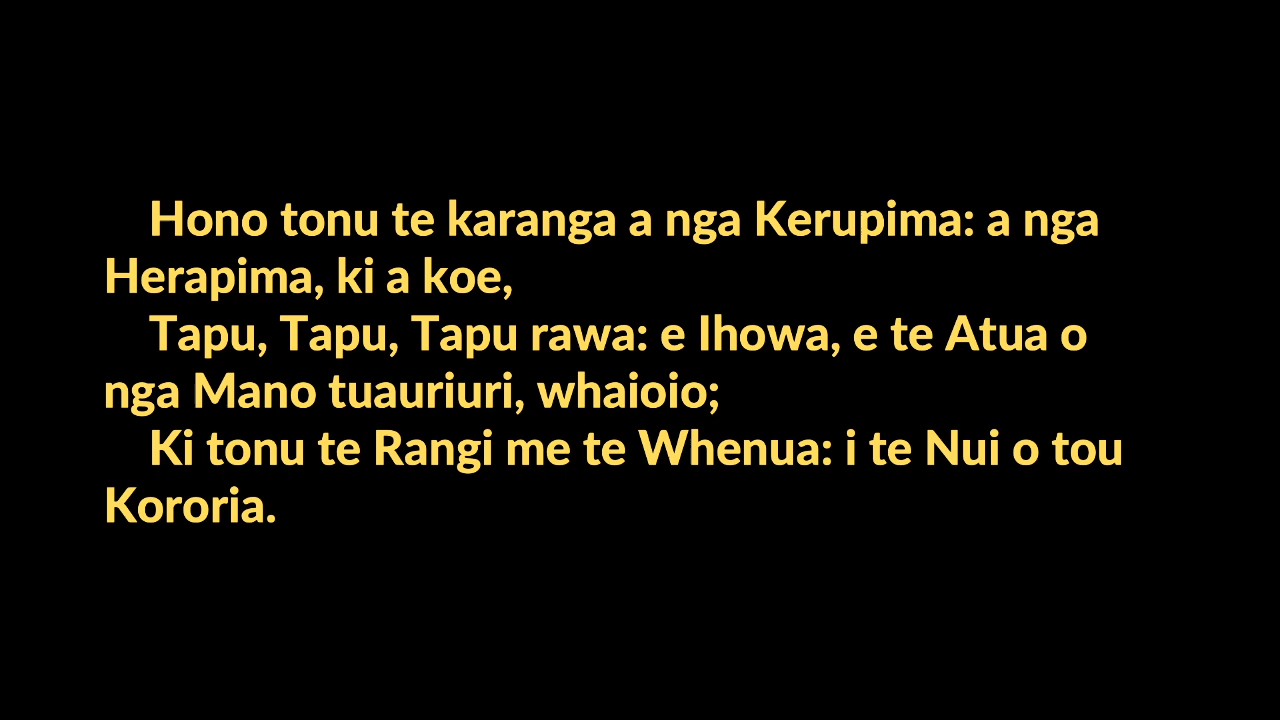 Hono tonu te karanga a nga Kerupima: a nga
Herapima, ki a koe,
Tapu, Tapu, Tapu rawa: e Ihowa, e te Atua o
nga Mano tuauriuri, whaioio;
Ki tonu te Rangi me te Whenua: i te Nui o tou
Kororia.